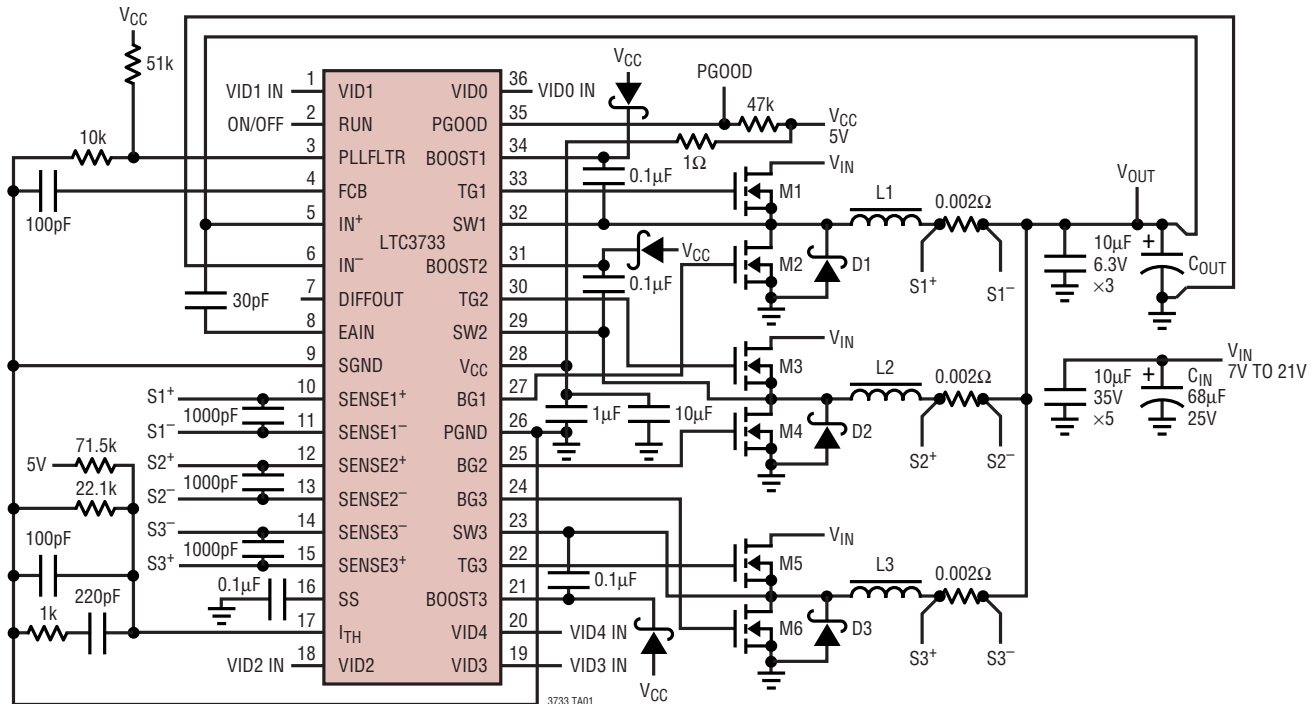 VCC
51k
10k
100pF
30pF
VID1 IN
ON/OFF
1
2
3
4
5
6
7
8
9
10
11
12
13
14
15
16
17
18
VID1
RUN
PLLFLTR
FCB
IN+
IN–
DIFFOUT
EAIN
SGND
SENSE1+
SENSE1–
SENSE2+
SENSE2–
SENSE3–
SENSE3+
SS
ITH
VID2
LTC3733
VID0
PGOOD
BOOST1
TG1
SW1
BOOST2
TG2
SW2
VCC
BG1
PGND
BG2
BG3
SW3
TG3
BOOST3
VID4
VID3
36
35
34
33
32
31
30
29
28
27
26
25
24
23
22
21
20
19
S1+
1000pF
S1–
71.5k
5V
S2+
1000pF
22.1k
S2–
S3–
1000pF
S3+
100pF
0.1µF
1k
220pF
VID2 IN
VID0 IN
VCC
PGOOD
47k
VCC
5V
1Ω
0.1µF
VCC
0.1µF
1µF
10µF
0.1µF
VID4 IN
VID3 IN
VCC
VIN
M1
M2
D1
L1
0.002Ω
S1+
S1–
VIN
M3
M4
D2
L2
0.002Ω
S2+
S2–
VIN
M5
M6
D3
L3
0.002Ω
S3+
S3–
VOUT
10µF
6.3V
×3
+
COUT
VIN
7V TO 21V
10µF
35V
×5
+
CIN
68µF
25V
3733 TA01